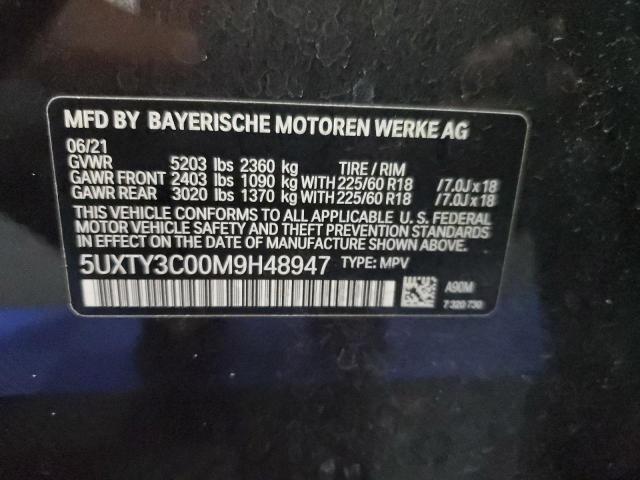 MFD BY BAYERISCHE MOTOREN WERKE AG
06/21
GVWR 5203 lbs 2360 kg TIRE / RIM
GAWR FRONT 2403 lbs 1090 kg WITH 225/60 R18 /7.0J x 18
GAWR REAR 3020 lbs 1370 kg WITH 225/60 R18 /7.0J x 18
THIS VEHICLE CONFORMS TO ALL APPLICABLE U. S. FEDERAL
MOTOR VEHICLE SAFETY AND THEFT PREVENTION STANDARDS
IN EFFECT ON THE DATE OF MANUFACTURE SHOWN ABOVE.
5UXTY3C00M9H48947 TYPE: MPV
A90M
7 320 730